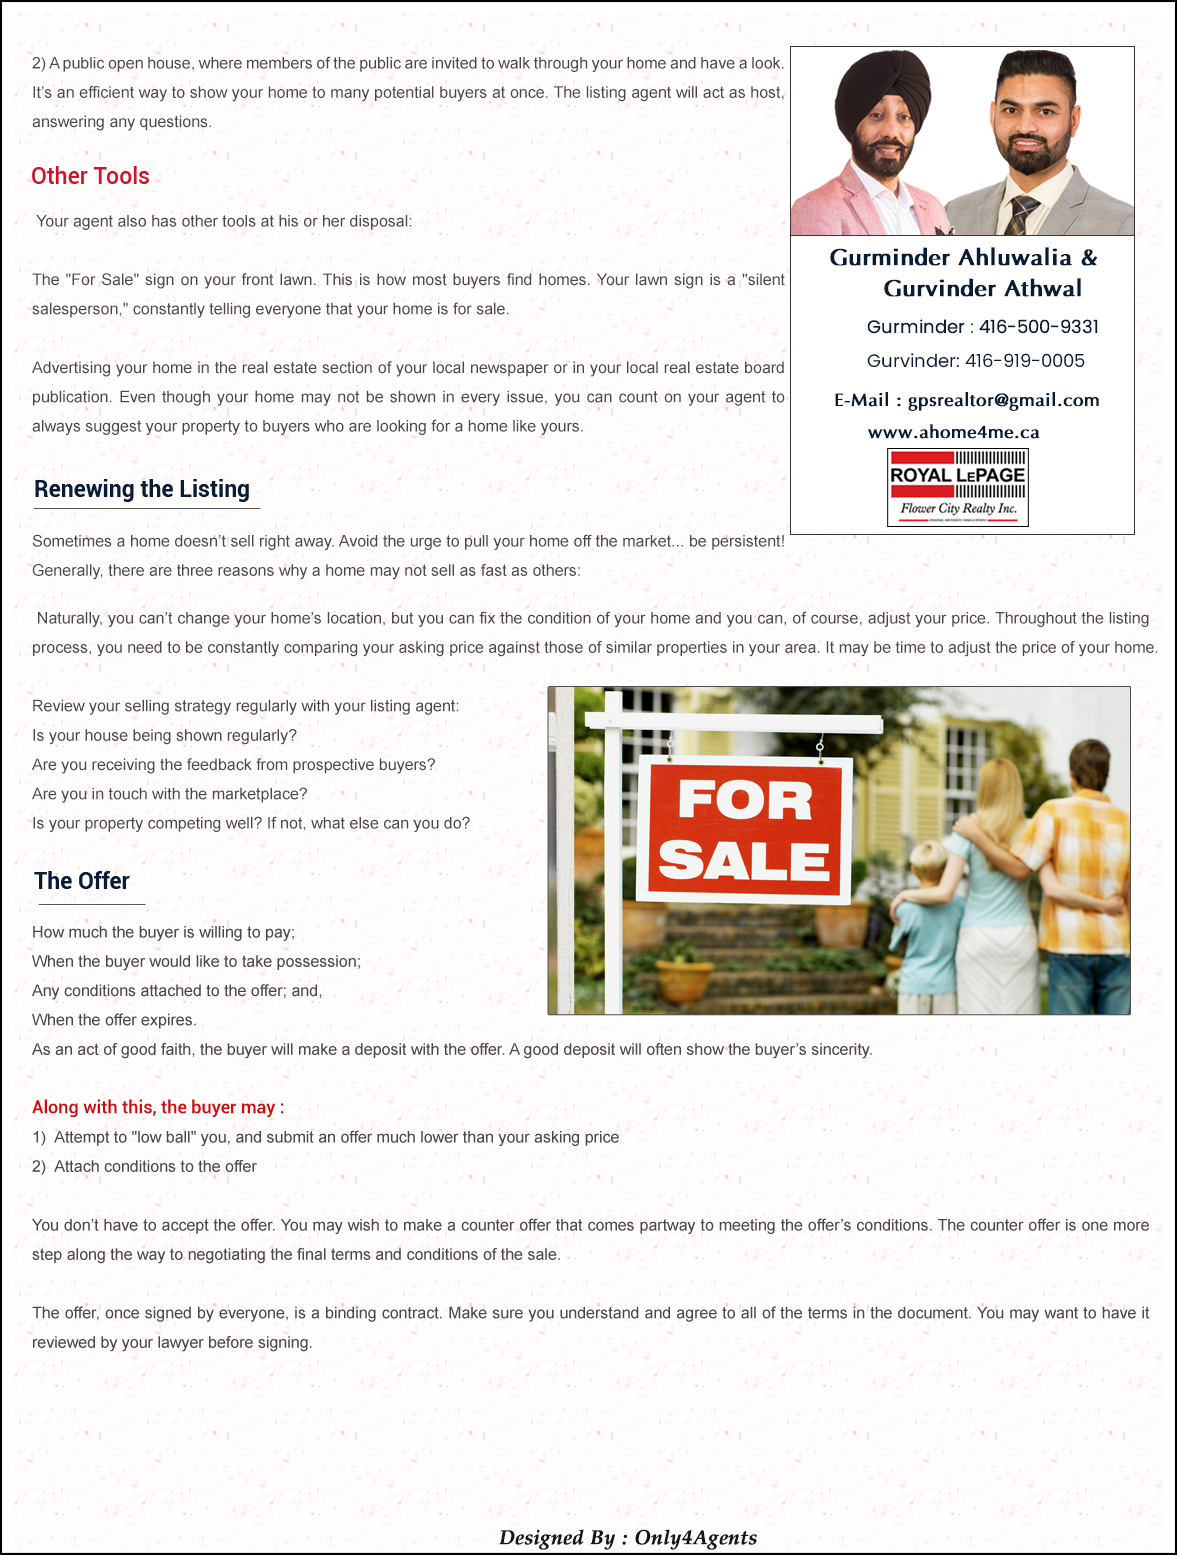 2) A public open house, where members of the public are invited to walk through your home and have a look.
It’s an efficient way to show your home to many potential buyers at once. The listing agent will act as host,
answering any questions.
Other Tools
Your agent also has other tools at his or her disposal:
The "For Sale" sign on your front lawn. This is how most buyers find homes. Your lawn sign is a "silent
salesperson," constantly telling everyone that your home is for sale.
Advertising your home in the real estate section of your local newspaper or in your local real estate board
publication. Even though your home may not be shown in every issue, you can count on your agent to
always suggest your property to buyers who are looking for a home like yours.
Gurminder Ahluwalia &
Gurvinder Athwal
Gurminder : 416-500-9331
Gurvinder: 416-919-0005
E-Mail : gpsrealtor@gmail.com
www.ahome4me.ca
ROYAL LEPAGE
Flower City Realty Inc.
Renewing the Listing
Sometimes a home doesn’t sell right away. Avoid the urge to pull your home off the market... be persistent!
Generally, there are three reasons why a home may not sell as fast as others:
Naturally, you can’t change your home’s location, but you can fix the condition of your home and you can, of course, adjust your price. Throughout the listing
process, you need to be constantly comparing your asking price against those of similar properties in your area. It may be time to adjust the price of your home.
Review your selling strategy regularly with your listing agent:
Is your house being shown regularly?
Are you receiving the feedback from prospective buyers?
Are you in touch with the marketplace?
Is your property competing well? If not, what else can you do?
FOR
SALE
The Offer
How much the buyer is willing to pay;
When the buyer would like to take possession;
Any conditions attached to the offer; and,
When the offer expires.
As an act of good faith, the buyer will make a deposit with the offer. A good deposit will often show the buyer’s sincerity.
Along with this, the buyer may :
1) Attempt to "low ball" you, and submit an offer much lower than your asking price
2) Attach conditions to the offer
You don’t have to accept the offer. You may wish to make a counter offer that comes partway to meeting the offer’s conditions. The counter offer is one more
step along the way to negotiating the final terms and conditions of the sale.
The offer, once signed by everyone, is a binding contract. Make sure you understand and agree to all of the terms in the document. You may want to have it
reviewed by your lawyer before signing.
Designed By : Only4Agents